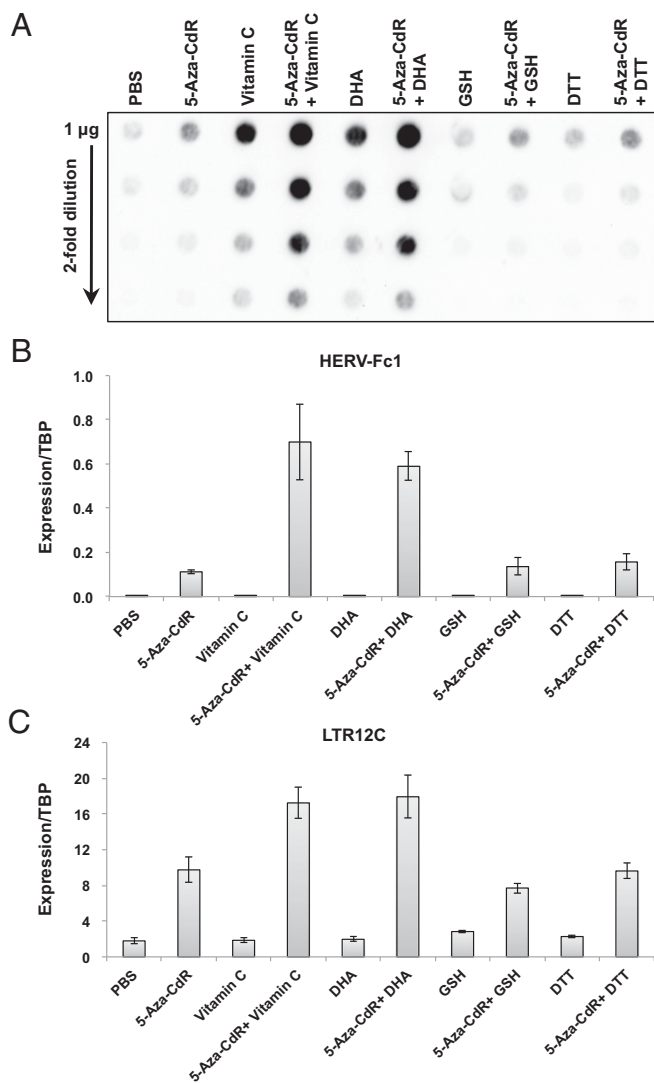 A
PBS
5-Aza-CdR
Vitamin C
5-Aza-CdR
+ Vitamin C
DHA
5-Aza-CdR
+ DHA
GSH
5-Aza-CdR
+ GSH
DTT
5-Aza-CdR
+ DTT
1 µg
2-fold dilution
B
HERV-Fc1
Expression/TBP
1.0
0.8
0.6
0.4
0.2
0.0
PBS
5-Aza-CdR
Vitamin C
5-Aza-CdR+ Vitamin C
DHA
5-Aza-CdR+ DHA
GSH
5-Aza-CdR+ GSH
DTT
5-Aza-CdR+ DTT
C
LTR12C
Expression/TBP
24
20
16
12
8
4
0
PBS
5-Aza-CdR
Vitamin C
5-Aza-CdR+ Vitamin C
DHA
5-Aza-CdR+ DHA
GSH
5-Aza-CdR+ GSH
DTT
5-Aza-CdR+ DTT